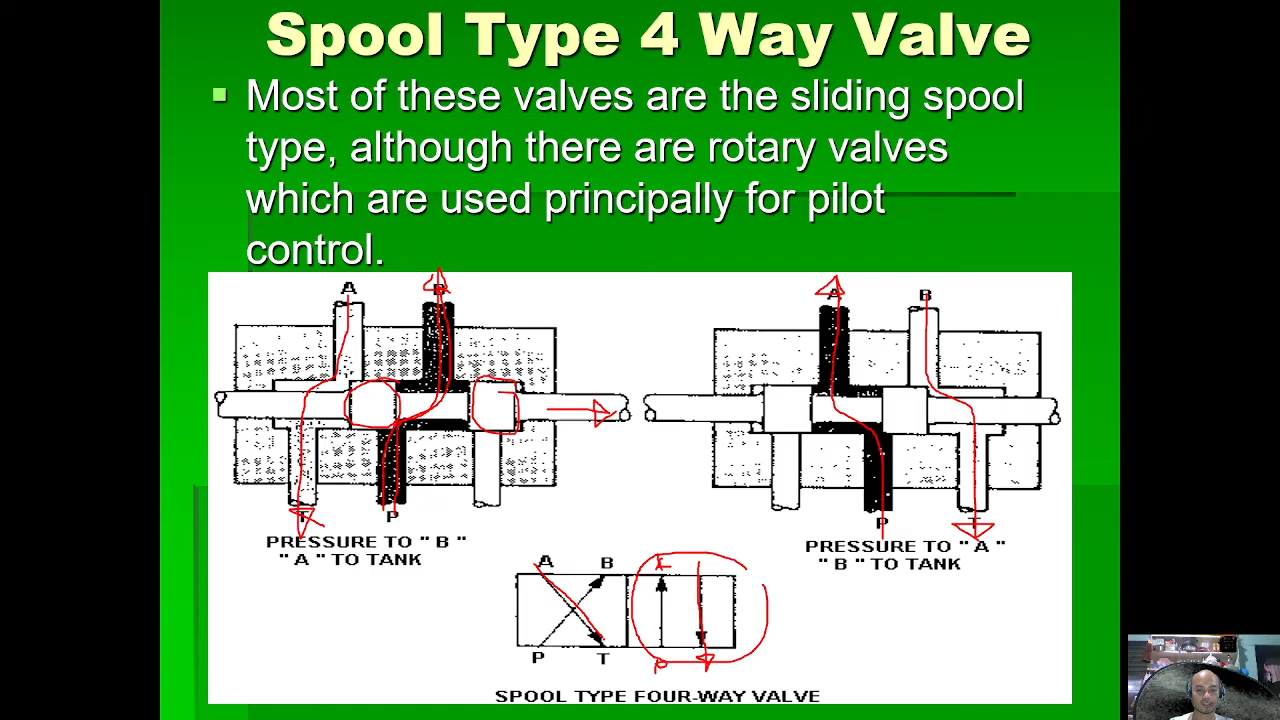 Spool Type 4 Way Valve
Most of these valves are the sliding spool
type, although there are rotary valves
which are used principally for pilot
control.
A B
A B
T P
P T
PRESSURE TO " B "
" A " TO TANK
PRESSURE TO " A "
" B " TO TANK
A B
P T
P
SPOOL TYPE FOUR-WAY VALVE